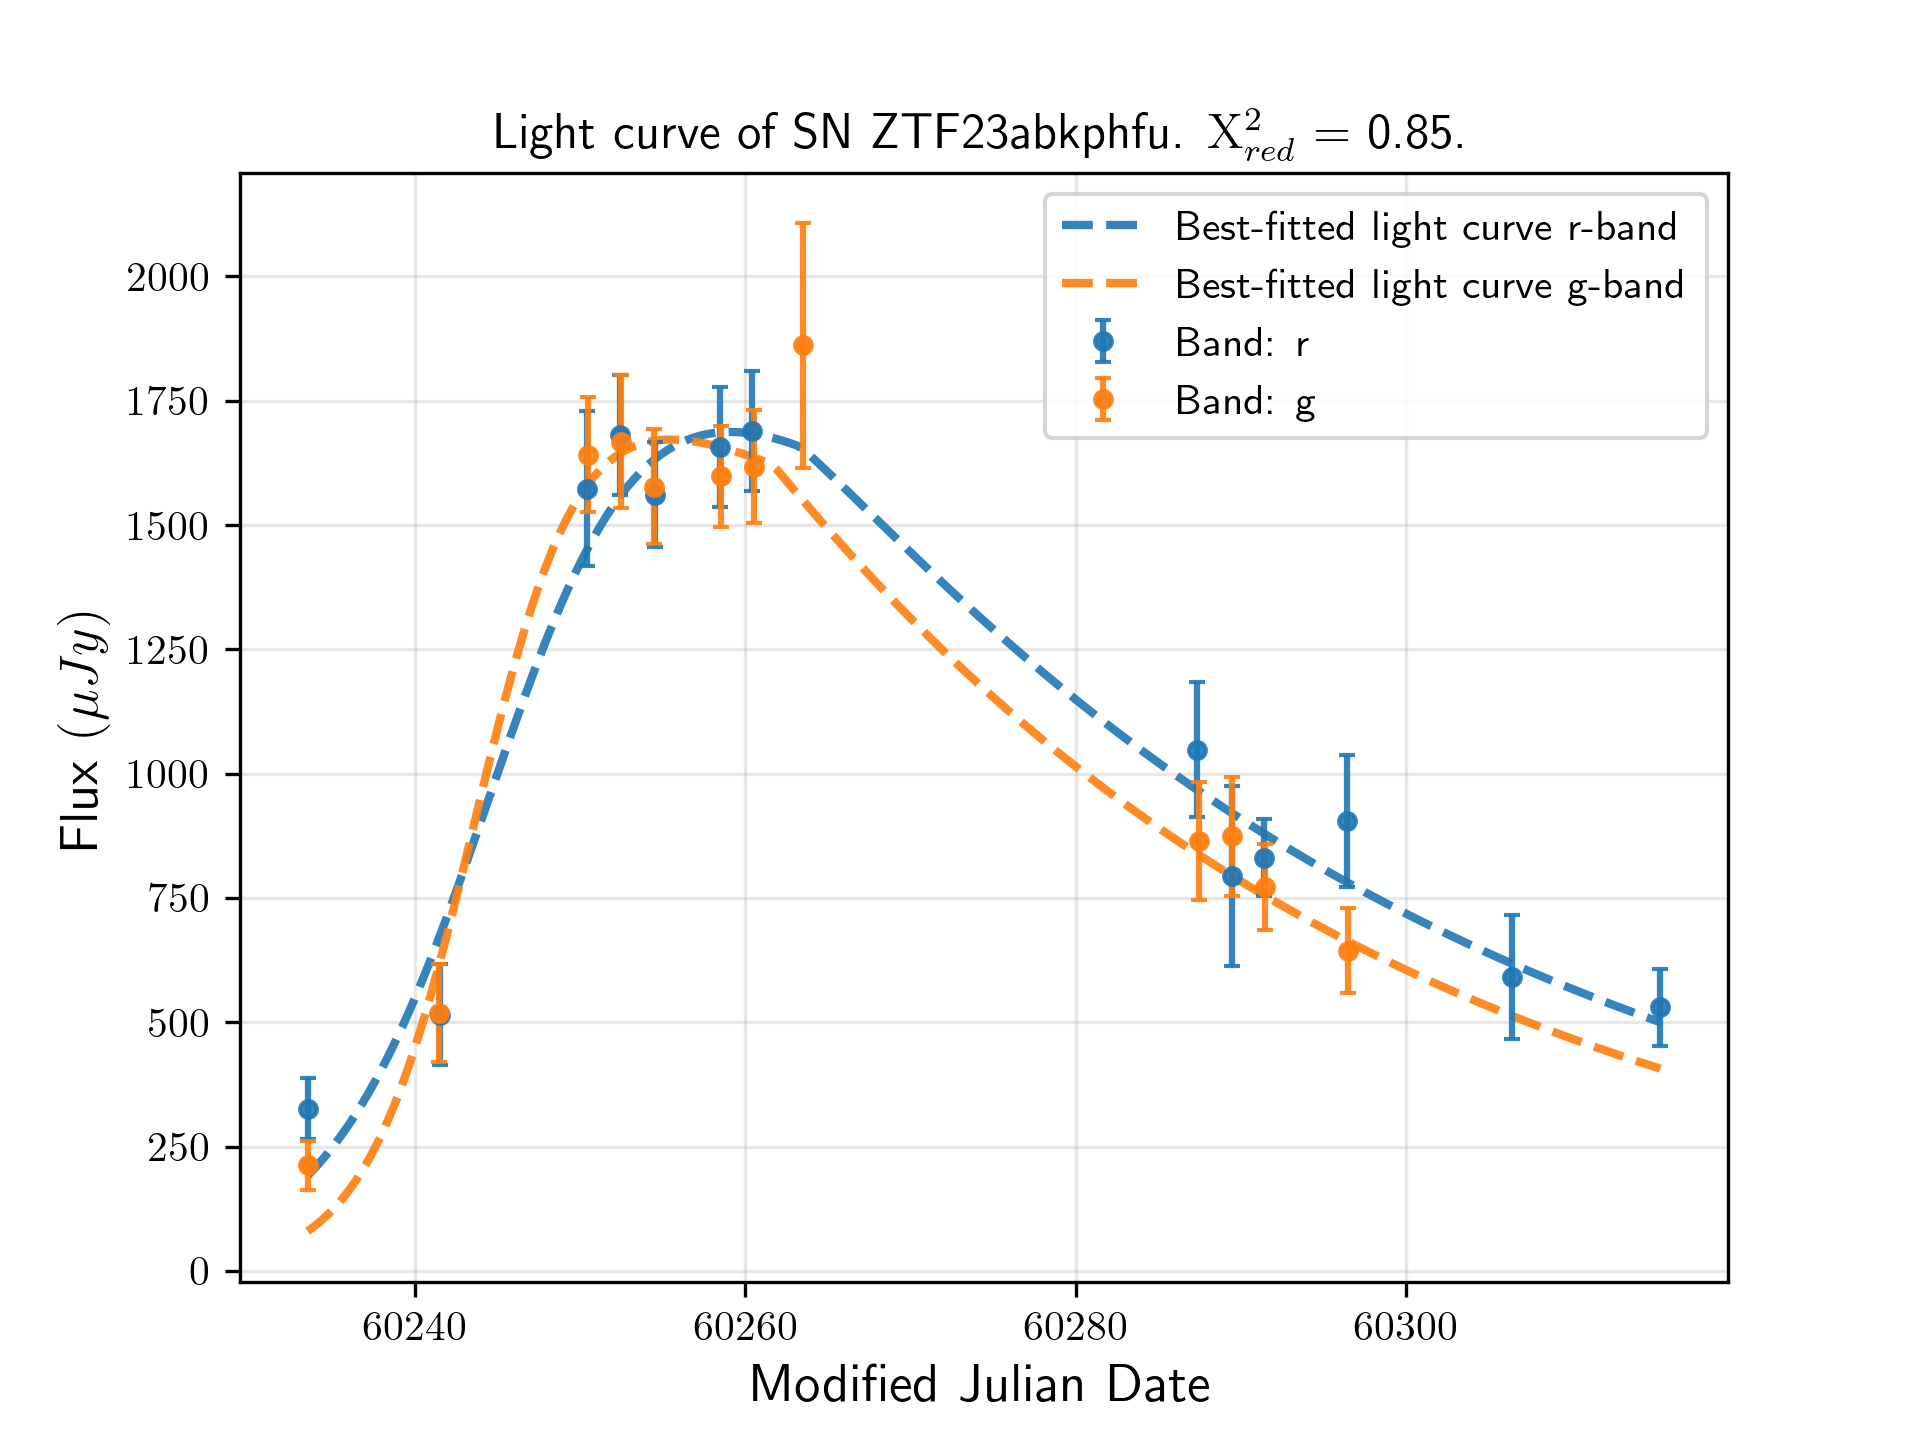 Light curve of SN ZTF23abkphfu. X²_red = 0.85.
Best-fitted light curve r-band
Best-fitted light curve g-band
Band: r
Band: g
Flux (μJy)
2000
1750
1500
1250
1000
750
500
250
0
60240 60260 60280 60300
Modified Julian Date